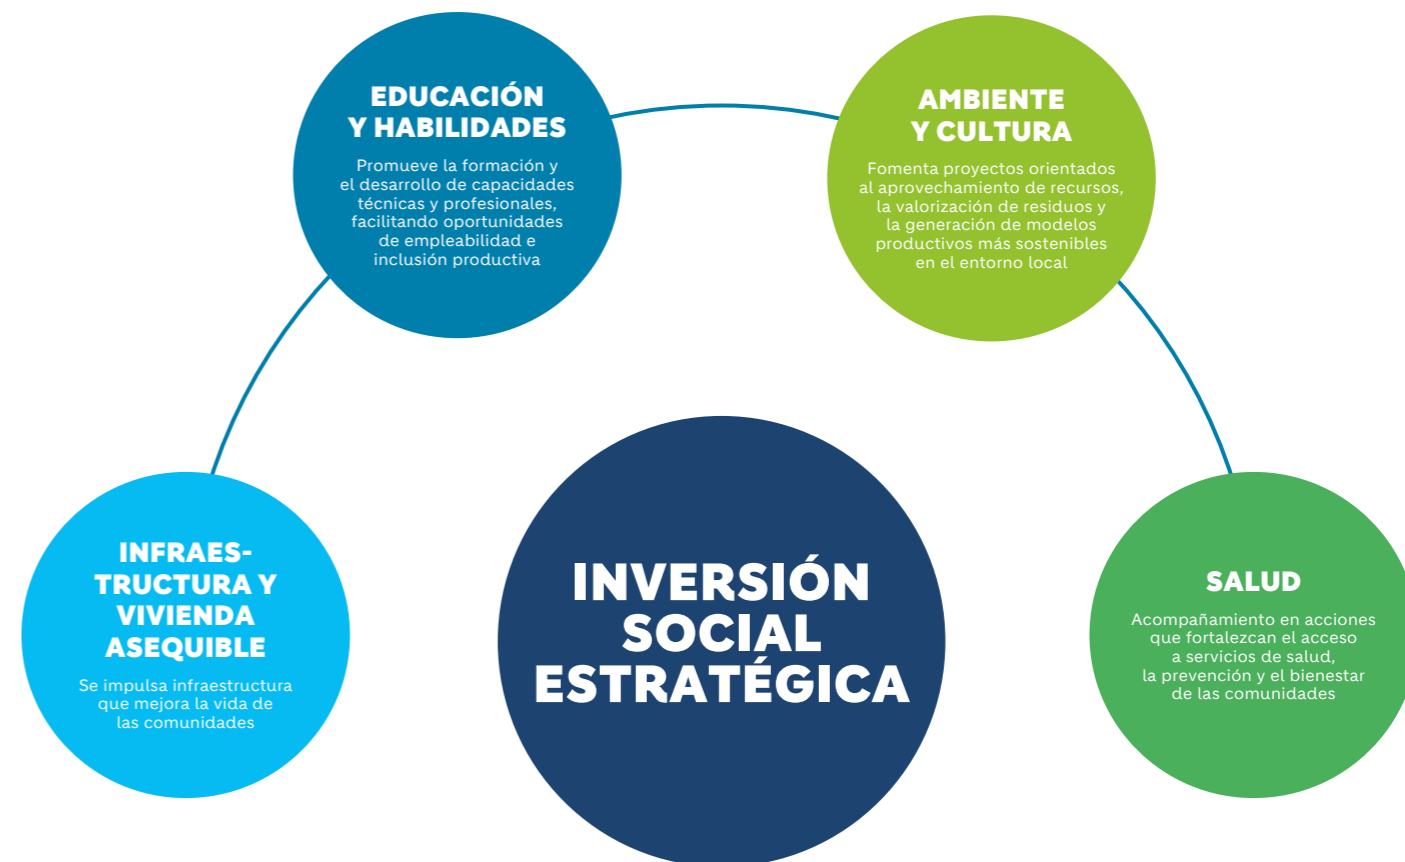 EDUCACIÓN
Y HABILIDADES
Promueve la formación y
el desarrollo de capacidades
técnicas y profesionales,
facilitando oportunidades
de empleabilidad e
inclusión productiva
AMBIENTE
Y CULTURA
Fomenta proyectos orientados
al aprovechamiento de recursos,
la valorización de residuos y
la generación de modelos
productivos más sostenibles
en el entorno local
INFRAES-
TRUCTURA Y
VIVIENDA
ASEQUIBLE
Se impulsa infraestructura
que mejora la vida de
las comunidades
INVERSIÓN
SOCIAL
ESTRATÉGICA
SALUD
Acompañamiento en acciones
que fortalezcan el acceso
a servicios de salud,
la prevención y el bienestar
de las comunidades